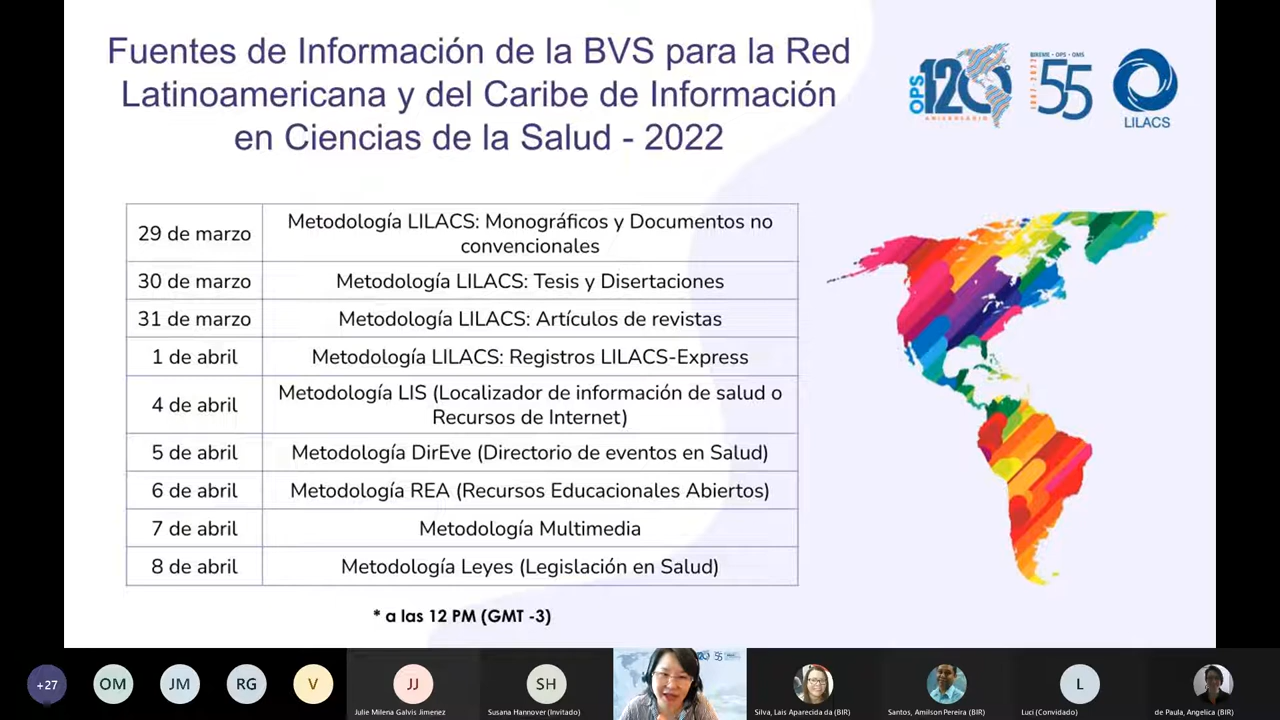 Fuentes de Información de la BVS para la Red
Latinoamericana y del Caribe de Información
en Ciencias de la Salud - 2022
OPS
120
ANIVERSARIO
BIREME - OPS - OMS
1967 - 2022
55
LILACS
29 de marzo
Metodología LILACS: Monográficos y Documentos no
convencionales
30 de marzo
Metodología LILACS: Tesis y Disertaciones
31 de marzo
Metodología LILACS: Artículos de revistas
1 de abril
Metodología LILACS: Registros LILACS-Express
4 de abril
Metodología LIS (Localizador de información de salud o
Recursos de Internet)
5 de abril
Metodología DirEve (Directorio de eventos en Salud)
6 de abril
Metodología REA (Recursos Educacionales Abiertos)
7 de abril
Metodología Multimedia
8 de abril
Metodología Leyes (Legislación en Salud)
* a las 12 PM (GMT -3)
+27
OM
JM
RG
V
JJ
Julie Milena Galvis Jimenez
SH
Susana Hannover (Invitado)
55
Silva, Lais Aparecida da (BIR)
Santos, Amilson Pereira (BIR)
L
Luci (Convidado)
de Paula, Angelica (BIR)